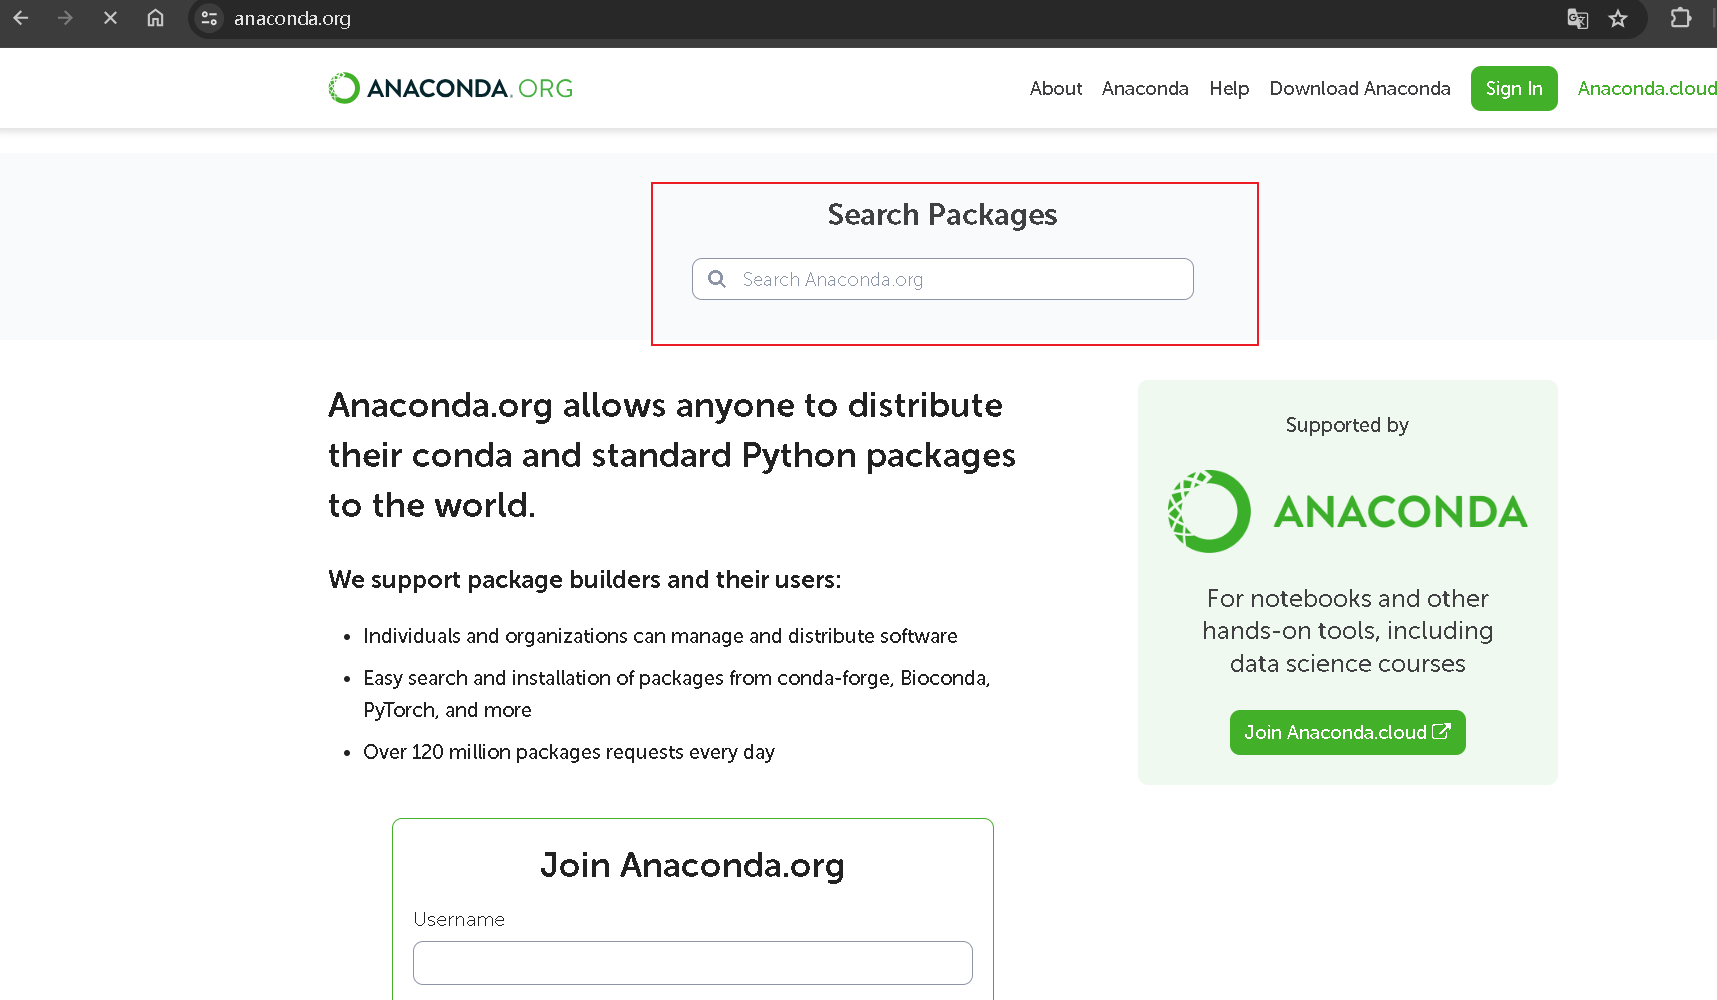 anaconda.org
ANACONDA.ORG
About Anaconda Help Download Anaconda Sign In Anaconda.cloud
Search Packages
Search Anaconda.org
Anaconda.org allows anyone to distribute
their conda and standard Python packages
to the world.
We support package builders and their users:
• Individuals and organizations can manage and distribute software
• Easy search and installation of packages from conda-forge, Bioconda,
PyTorch, and more
• Over 120 million packages requests every day
Supported by
ANACONDA
For notebooks and other
hands-on tools, including
data science courses
Join Anaconda.cloud
Join Anaconda.org
Username